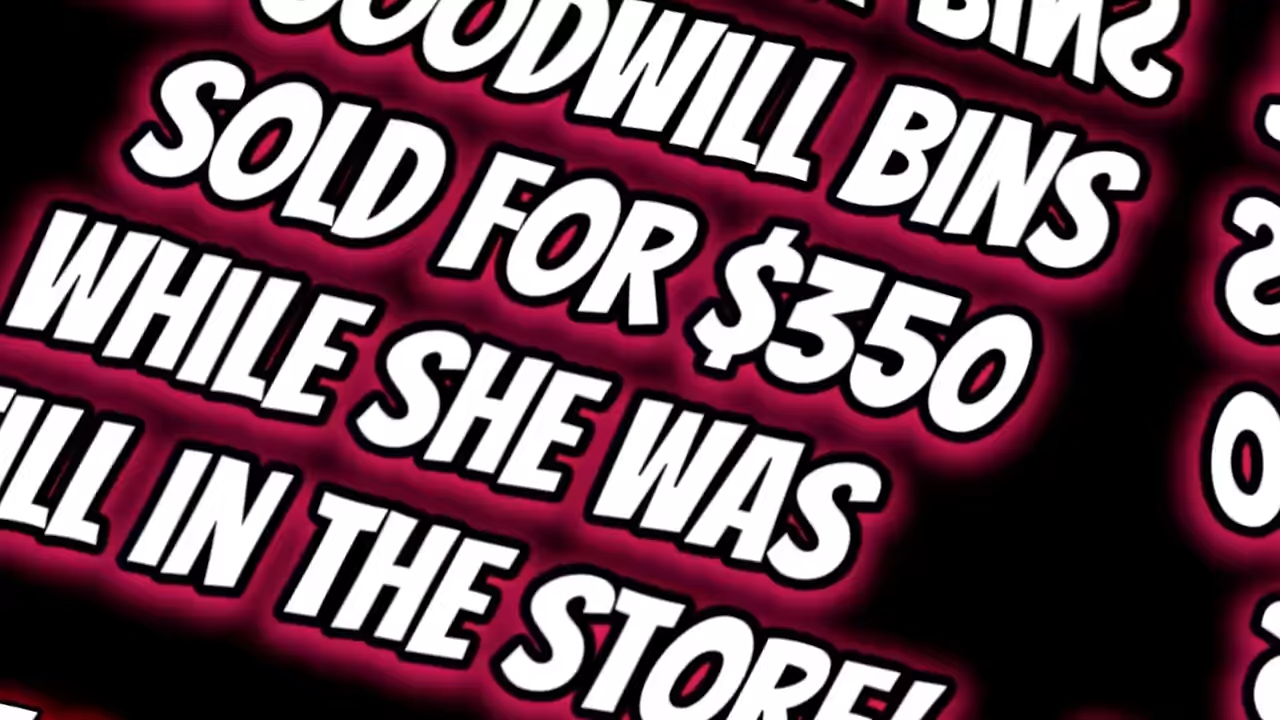 GOODWILL BINS
SOLD FOR $350
WHILE SHE WAS
IN THE STORE!